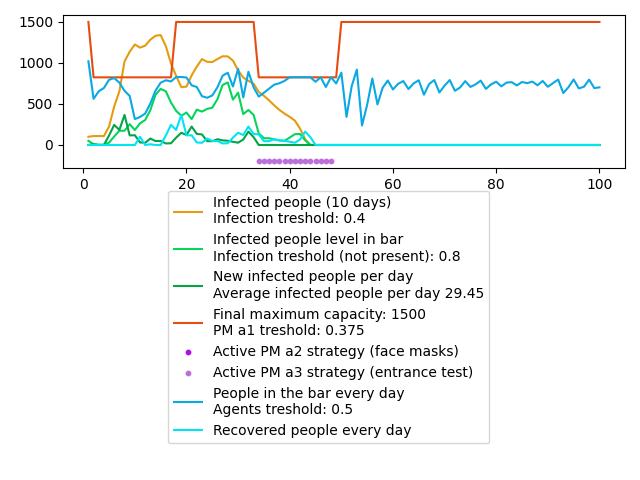 1500
1000
500
0
0
20
40
60
80
100
Infected people (10 days)
Infection treshold: 0.4
Infected people level in bar
Infection treshold (not present): 0.8
New infected people per day
Average infected people per day 29.45
Final maximum capacity: 1500
PM a1 treshold: 0.375
Active PM a2 strategy (face masks)
Active PM a3 strategy (entrance test)
People in the bar every day
Agents treshold: 0.5
Recovered people every day